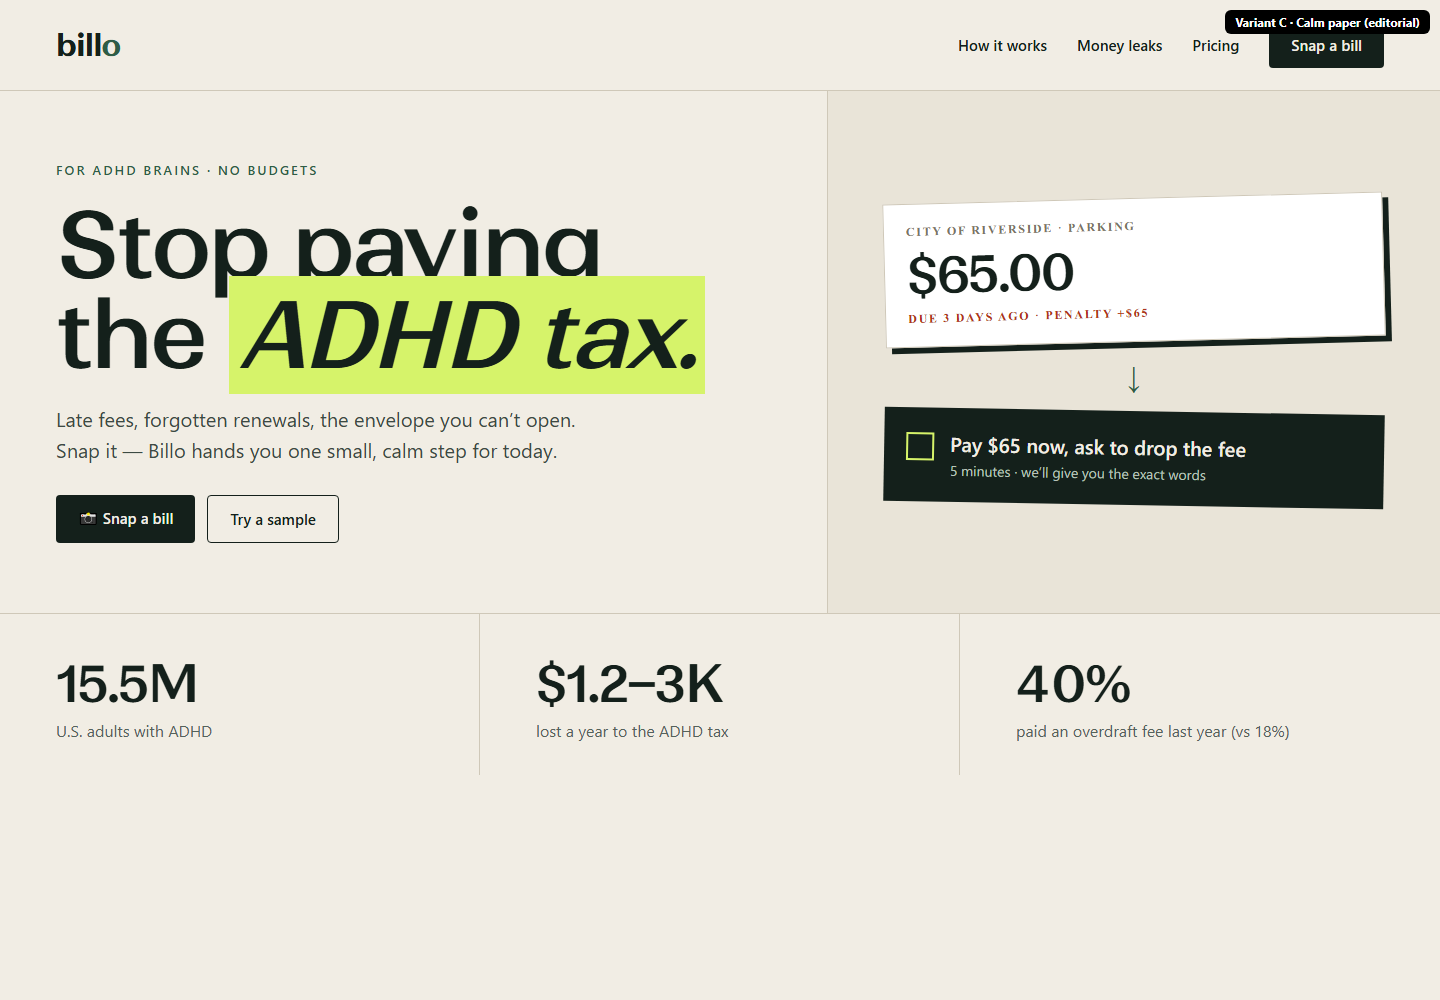 Variant C · Calm paper (editorial)
billo
How it works
Money leaks
Pricing
Snap a bill
FOR ADHD BRAINS · NO BUDGETS
Stop paying
the ADHD tax.
Late fees, forgotten renewals, the envelope you can’t open.
Snap it — Billo hands you one small, calm step for today.
📸 Snap a bill
Try a sample
CITY OF RIVERSIDE · PARKING
$65.00
DUE 3 DAYS AGO · PENALTY +$65
↓
Pay $65 now, ask to drop the fee
5 minutes · we’ll give you the exact words
15.5M
U.S. adults with ADHD
$1.2–3K
lost a year to the ADHD tax
40%
paid an overdraft fee last year (vs 18%)